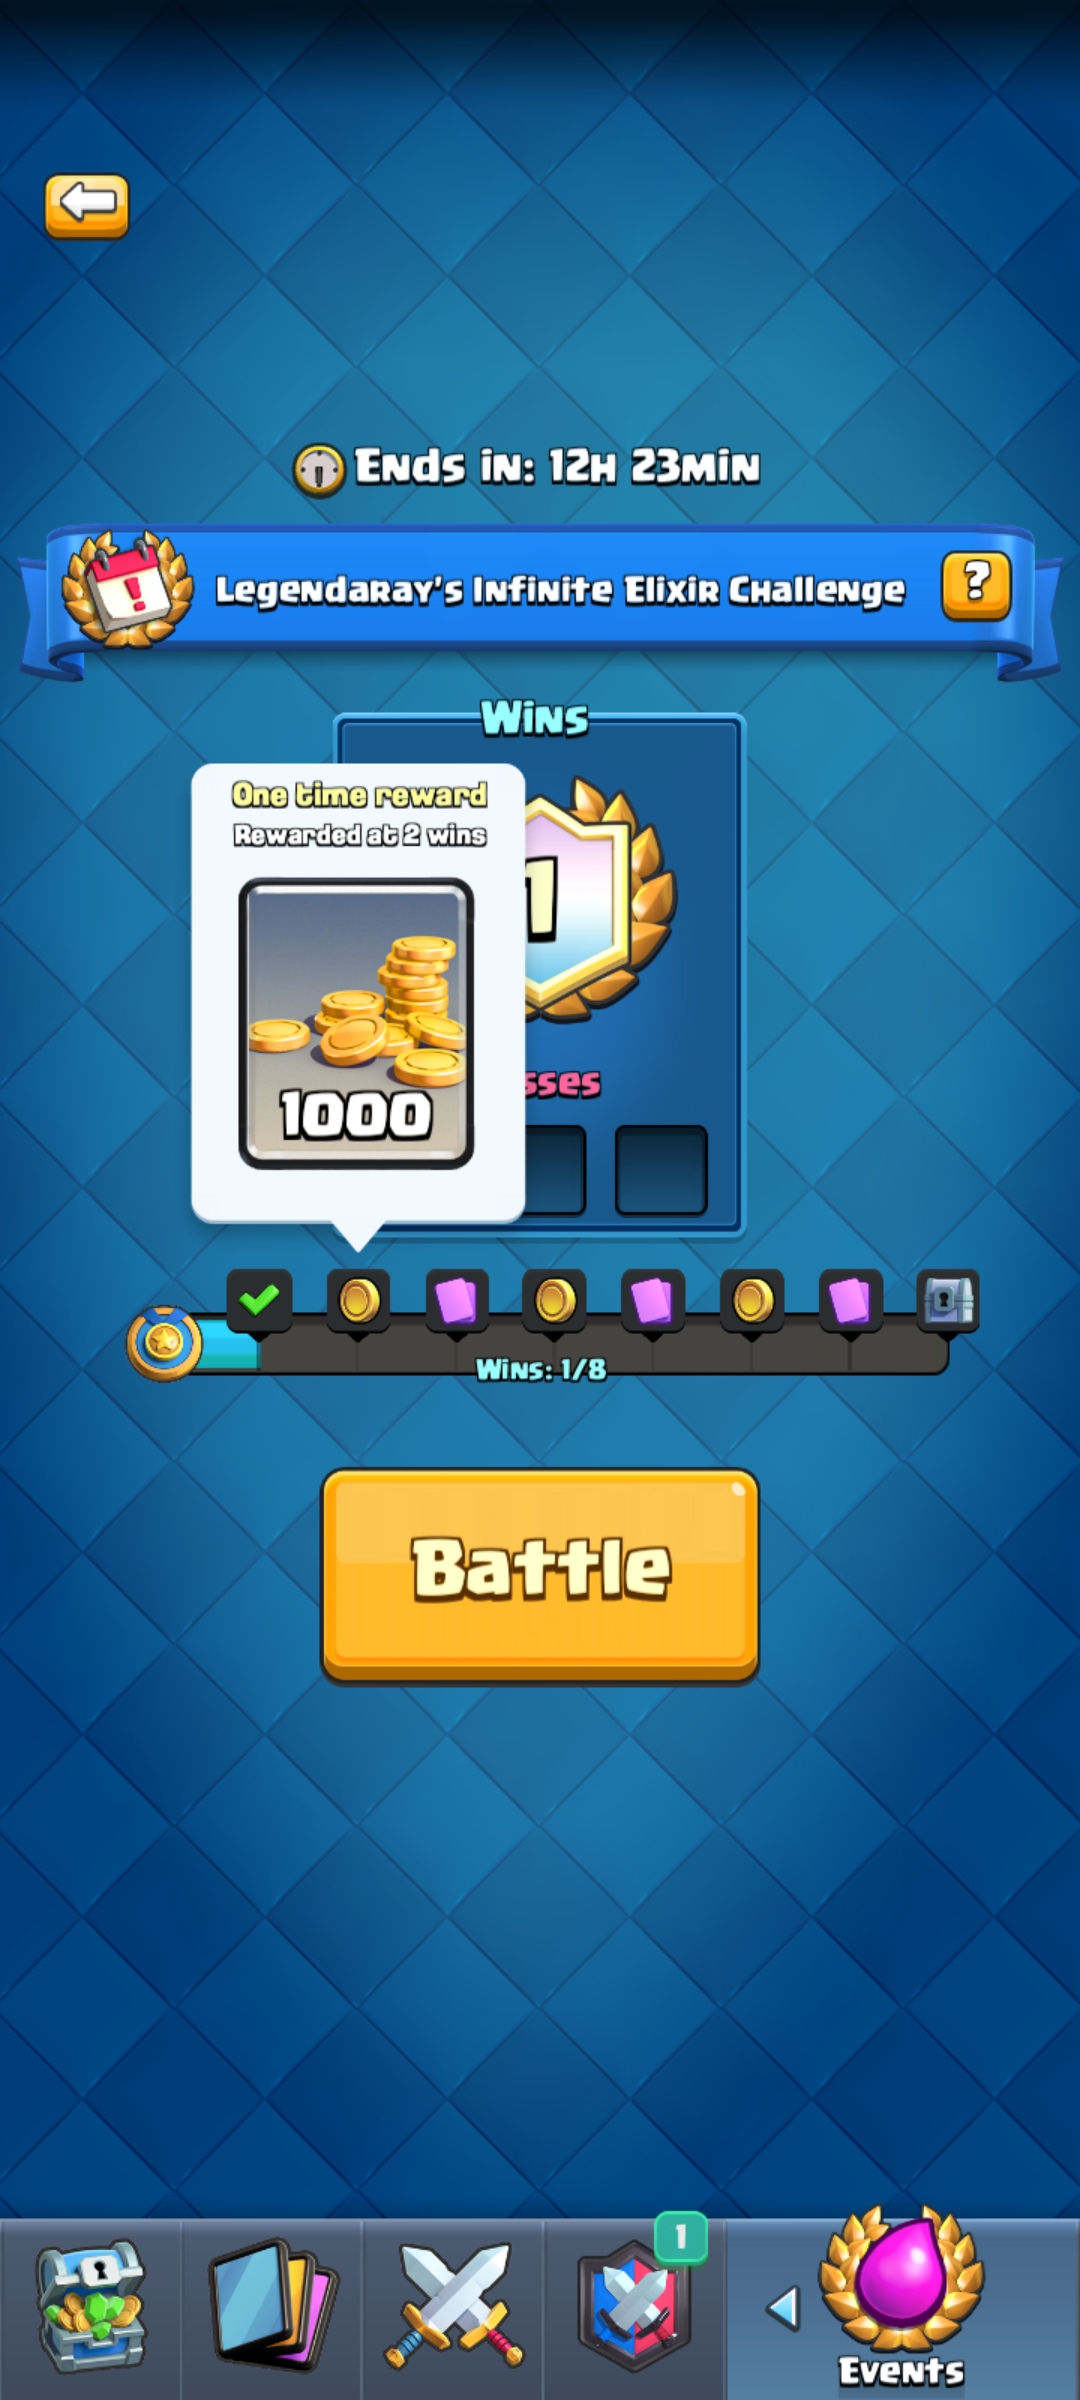 Ends in: 12h 23min
Legendaray's Infinite Elixir Challenge
?
Wins
One time reward
Rewarded at 2 wins
1
1000
sses
Wins: 1/8
Battle
1
Events